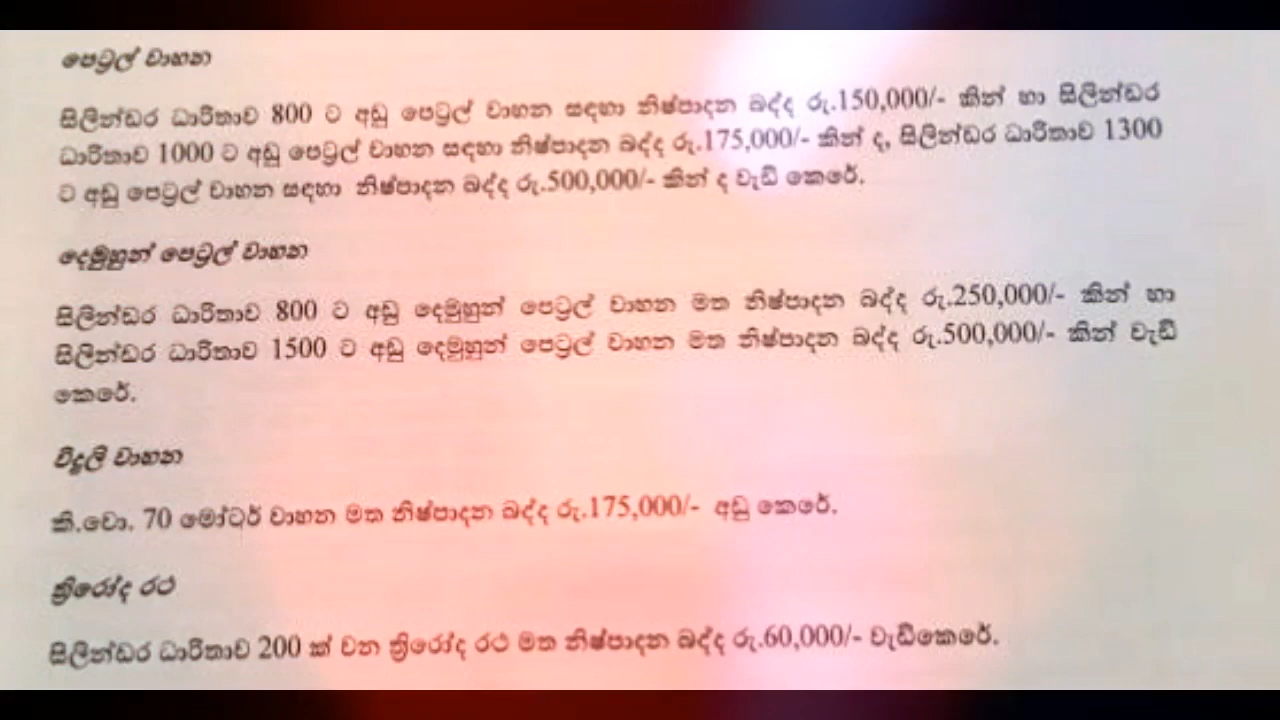 පෙට්‍රල් වාහන
සිලින්ඩර ධාරිතාව 800 ට අඩු පෙට්‍රල් වාහන සඳහා නිෂ්පාදන බද්ද රු.150,000/- කින් හා සිලින්ඩර
ධාරිතාව 1000 ට අඩු පෙට්‍රල් වාහන සඳහා නිෂ්පාදන බද්ද රු.175,000/- කින් ද, සිලින්ඩර ධාරිතාව 1300
ට අඩු පෙට්‍රල් වාහන සඳහා නිෂ්පාදන බද්ද රු.500,000/- කින් ද වැඩි කෙරේ.
දෙමුහුන් පෙට්‍රල් වාහන
සිලින්ඩර ධාරිතාව 800 ට අඩු දෙමුහුන් පෙට්‍රල් වාහන මත නිෂ්පාදන බද්ද රු.250,000/- කින් හා
සිලින්ඩර ධාරිතාව 1500 ට අඩු දෙමුහුන් පෙට්‍රල් වාහන මත නිෂ්පාදන බද්ද රු.500,000/- කින් වැඩි
කෙරේ.
විදුලි වාහන
කි.වො. 70 මෝටර් වාහන මත නිෂ්පාදන බද්ද රු.175,000/- අඩු කෙරේ.
ත්‍රිරෝද රථ
සිලින්ඩර ධාරිතාව 200 ක් වන ත්‍රිරෝද රථ මත නිෂ්පාදන බද්ද රු.60,000/- වැඩිකෙරේ.